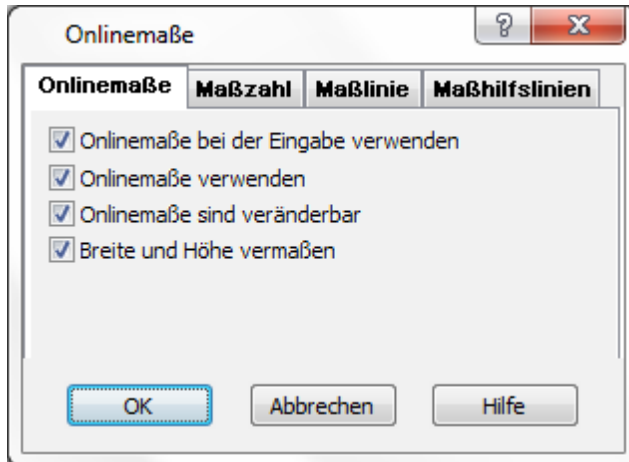 Onlinemaße
Onlinemaße Maßzahl Maßlinie Maßhilfslinien
Onlinemaße bei der Eingabe verwenden
Onlinemaße verwenden
Onlinemaße sind veränderbar
Breite und Höhe vermaßen
OK Abbrechen Hilfe